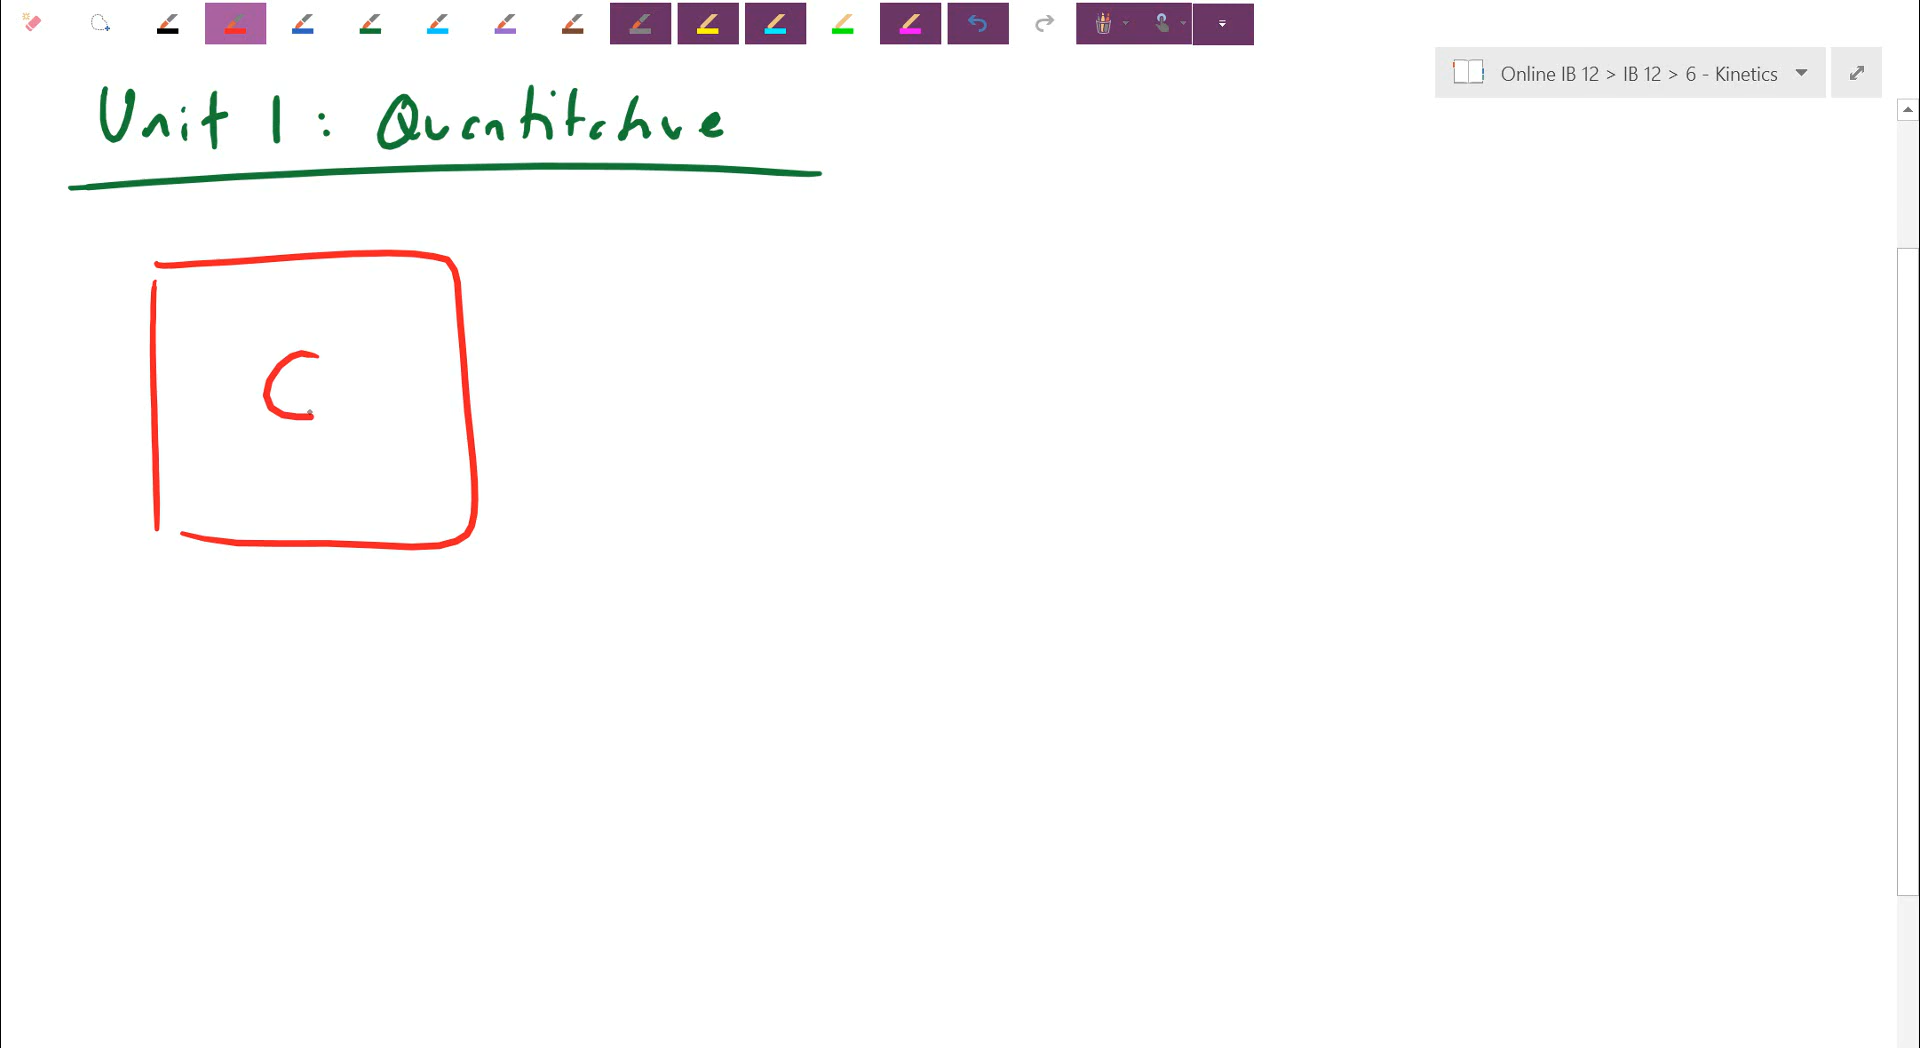 Online IB 12 > IB 12 > 6 - Kinetics
Unit 1 : Quantitative
C